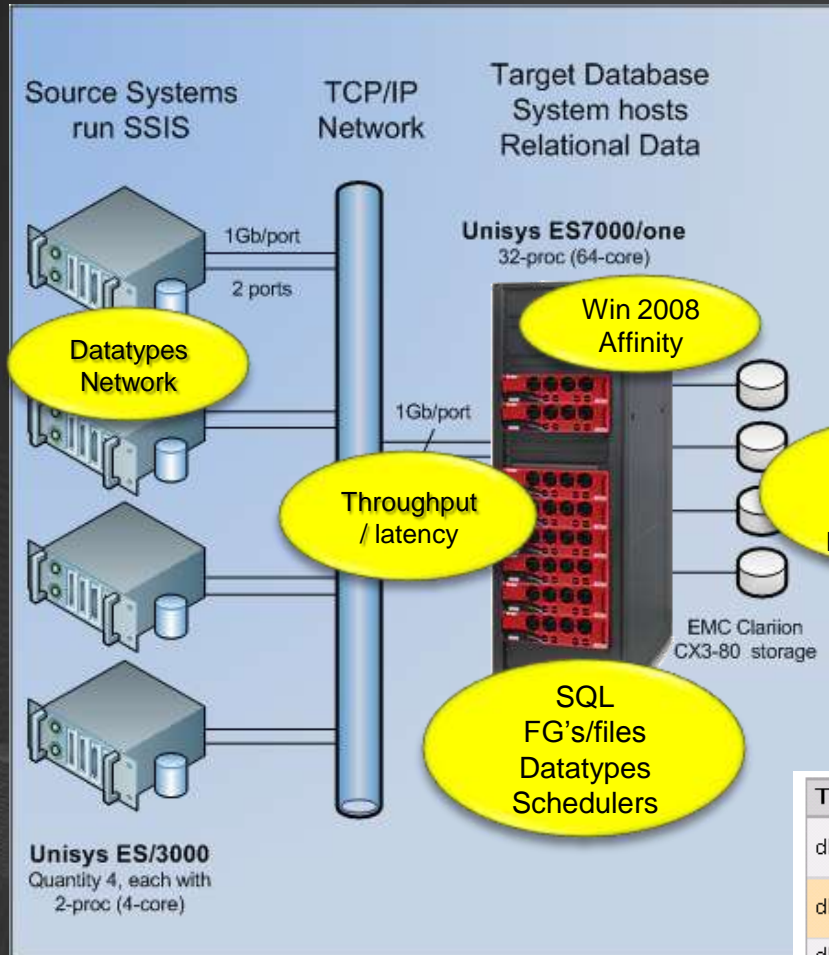 Source Systems
run SSIS
TCP/IP
Network
Target Database
System hosts
Relational Data
1Gb/port
2 ports
Unisys ES7000/one
32-proc (64-core)
Win 2008
Affinity
Datatypes
Network
1Gb/port
Throughput
/ latency
EMC Clariion
CX3-80 storage
SQL
FG's/files
Datatypes
Schedulers
Unisys ES/3000
Quantity 4, each with
2-proc (4-core)